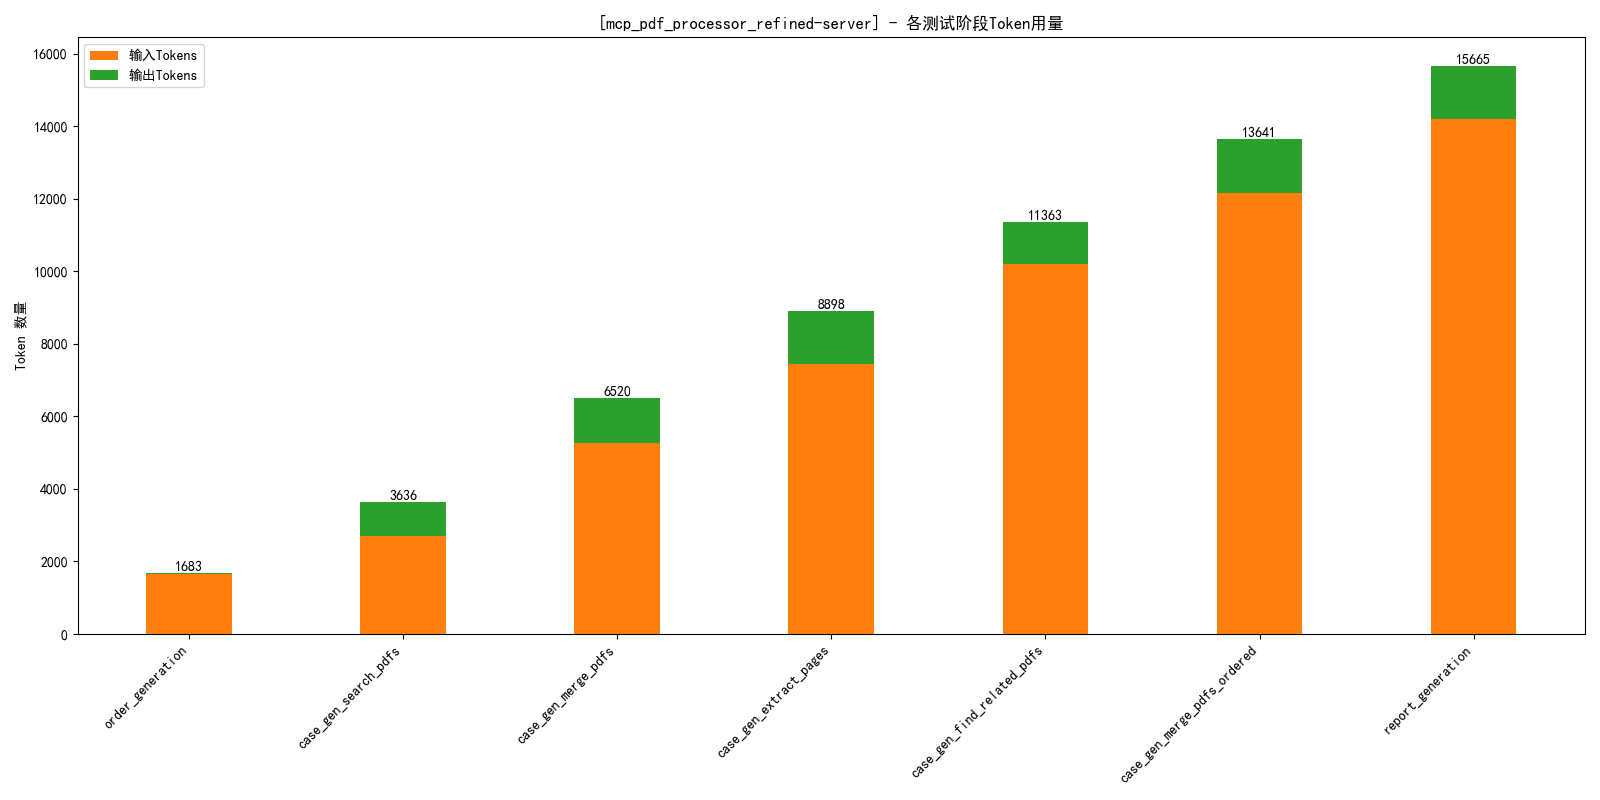 [mcp_pdf_processor_refined-server] - 各测试阶段Token用量
输入Tokens
输出Tokens
Token 数量
16000
14000
12000
10000
8000
6000
4000
2000
0
1683
3636
6520
8898
11363
13641
15665
order_generation
case_gen_search_pdfs
case_gen_merge_pdfs
case_gen_extract_pages
case_gen_find_related_pdfs
case_gen_merge_pdfs_ordered
report_generation